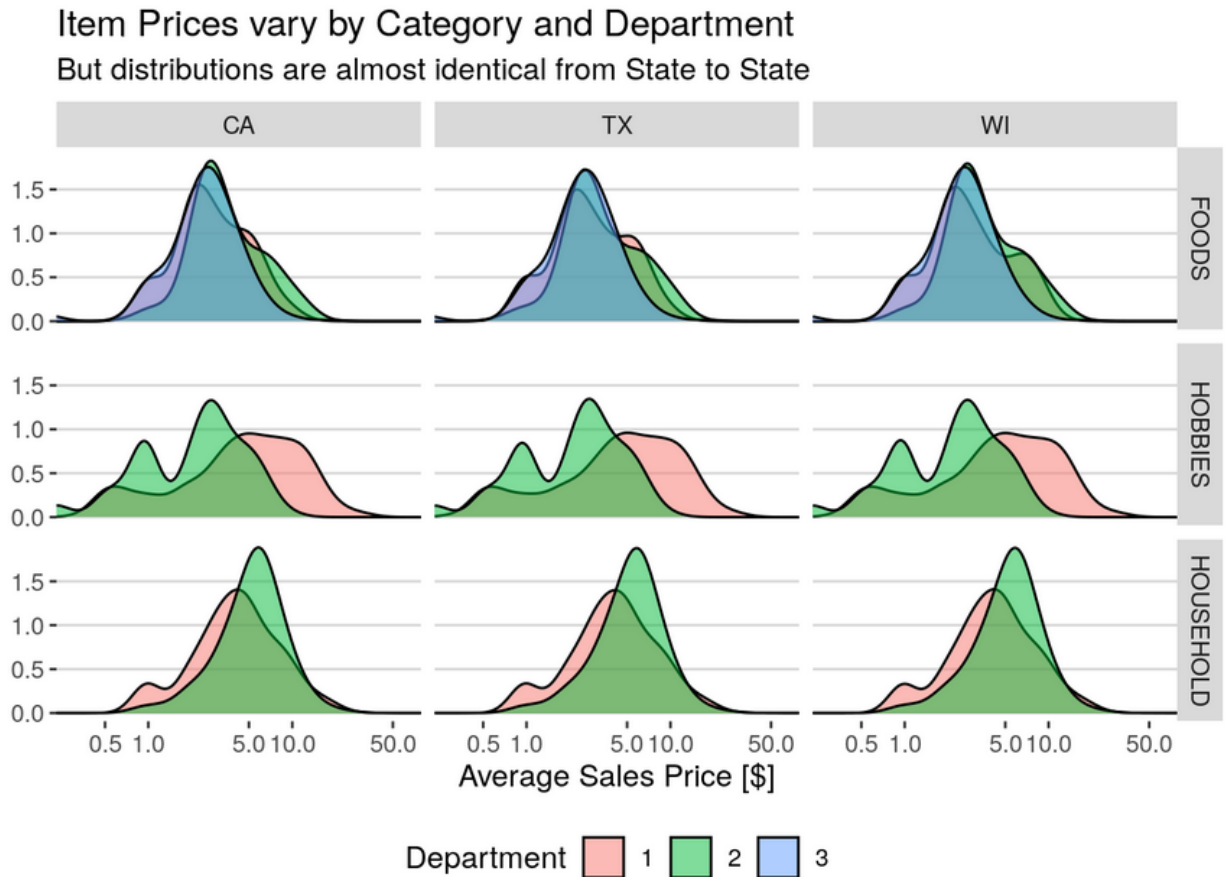 Item Prices vary by Category and Department
But distributions are almost identical from State to State
CA TX WI
1.5
1.0
0.5
0.0
FOODS
1.5
1.0
0.5
0.0
HOBBIES
1.5
1.0
0.5
0.0
HOUSEHOLD
0.5 1.0 5.0 10.0 50.0 0.5 1.0 5.0 10.0 50.0 0.5 1.0 5.0 10.0 50.0
Average Sales Price [$]
Department 1 2 3